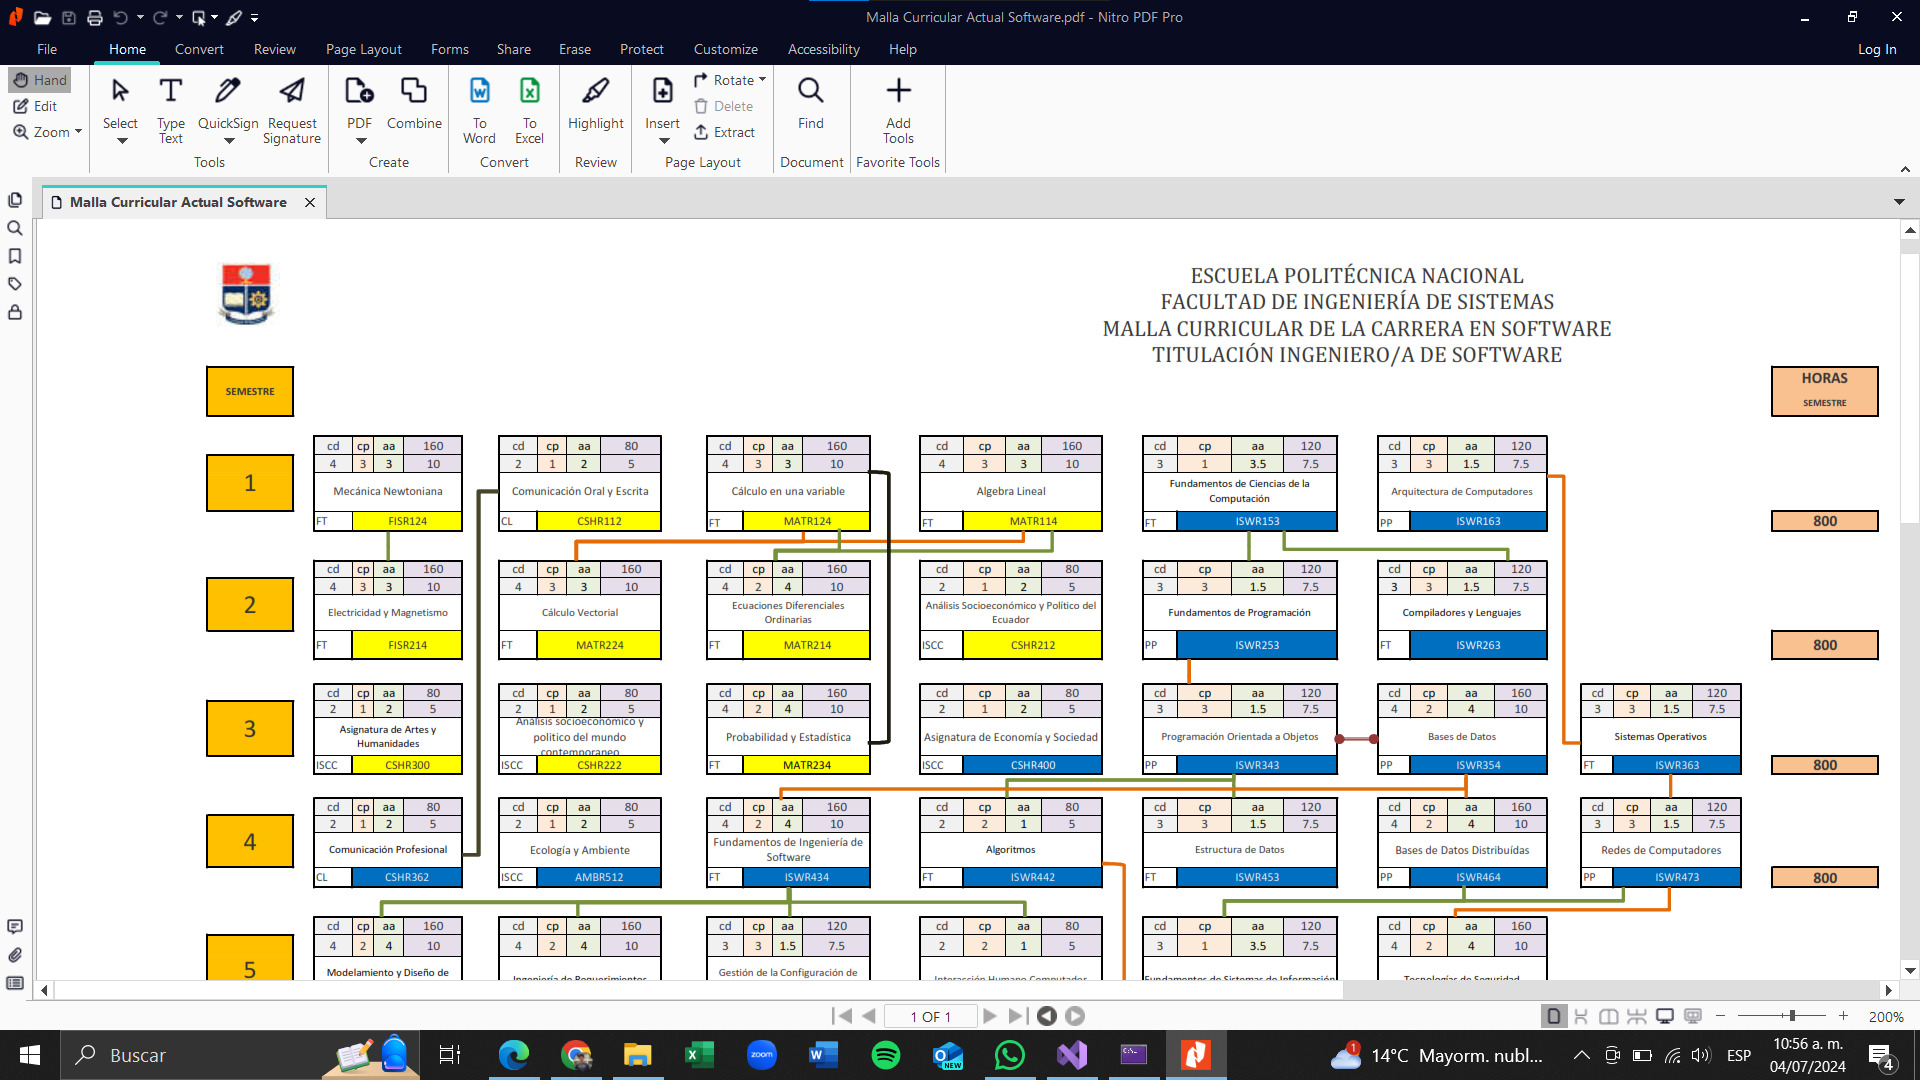 Malla Curricular Actual Software.pdf - Nitro PDF Pro
File Home Convert Review Page Layout Forms Share Erase Protect Customize Accessibility Help Log In
Hand
Edit
Zoom
Select
Type Text
QuickSign
Request Signature
Tools
PDF
Combine
Create
To Word
To Excel
Convert
Highlight
Review
Insert
Rotate
Delete
Extract
Page Layout
Find
Document
Add Tools
Favorite Tools
Malla Curricular Actual Software
ESCUELA POLITÉCNICA NACIONAL
FACULTAD DE INGENIERÍA DE SISTEMAS
MALLA CURRICULAR DE LA CARRERA EN SOFTWARE
TITULACIÓN INGENIERO/A DE SOFTWARE
SEMESTRE
HORAS
SEMESTRE
1
cd cp aa 160
4 3 3 10
Mecánica Newtoniana
FT FISR124
cd cp aa 80
2 1 2 5
Comunicación Oral y Escrita
CL CSHR112
cd cp aa 160
4 3 3 10
Cálculo en una variable
FT MATR124
cd cp aa 160
4 3 3 10
Algebra Lineal
FT MATR114
cd cp aa 120
3 1 3.5 7.5
Fundamentos de Ciencias de la
Computación
FT ISWR153
cd cp aa 120
3 3 1.5 7.5
Arquitectura de Computadores
PP ISWR163
800
2
cd cp aa 160
4 3 3 10
Electricidad y Magnetismo
FT FISR214
cd cp aa 160
4 3 3 10
Cálculo Vectorial
FT MATR224
cd cp aa 160
4 2 4 10
Ecuaciones Diferenciales
Ordinarias
FT MATR214
cd cp aa 80
2 1 2 5
Análisis Socioeconómico y Político del
Ecuador
ISCC CSHR212
cd cp aa 120
3 3 1.5 7.5
Fundamentos de Programación
PP ISWR253
cd cp aa 120
3 3 1.5 7.5
Compiladores y Lenguajes
FT ISWR263
800
3
cd cp aa 80
2 1 2 5
Asignatura de Artes y
Humanidades
ISCC CSHR300
cd cp aa 80
2 1 2 5
Análisis socioeconómico y
politico del mundo
contemporaneo
ISCC CSHR222
cd cp aa 160
4 2 4 10
Probabilidad y Estadística
FT MATR234
cd cp aa 80
2 1 2 5
Asignatura de Economía y Sociedad
ISCC CSHR400
cd cp aa 120
3 3 1.5 7.5
Programación Orientada a Objetos
PP ISWR343
cd cp aa 160
4 2 4 10
Bases de Datos
PP ISWR354
cd cp aa 120
3 3 1.5 7.5
Sistemas Operativos
FT ISWR363
800
4
cd cp aa 80
2 1 2 5
Comunicación Profesional
CL CSHR362
cd cp aa 80
2 1 2 5
Ecología y Ambiente
ISCC AMBR512
cd cp aa 160
4 2 4 10
Fundamentos de Ingeniería de
Software
FT ISWR434
cd cp aa 80
2 2 1 5
Algoritmos
FT ISWR442
cd cp aa 120
3 3 1.5 7.5
Estructura de Datos
FT ISWR453
cd cp aa 160
4 2 4 10
Bases de Datos Distribuídas
PP ISWR464
cd cp aa 120
3 3 1.5 7.5
Redes de Computadores
PP ISWR473
800
5
cd cp aa 160
4 2 4 10
Modelamiento y Diseño de
cd cp aa 160
4 2 4 10
Ingeniería de Requerimientos
cd cp aa 120
3 3 1.5 7.5
Gestión de la Configuración de
cd cp aa 80
2 2 1 5
Interacción Humano Computador
cd cp aa 120
3 1 3.5 7.5
Fundamentos de Sistemas de Información
cd cp aa 160
4 2 4 10
Tecnologías de Seguridad
1 OF 1
200%
Buscar
zoom
NEW
1
14°C Mayorm. nubl...
ESP
10:56 a. m.
04/07/2024
4